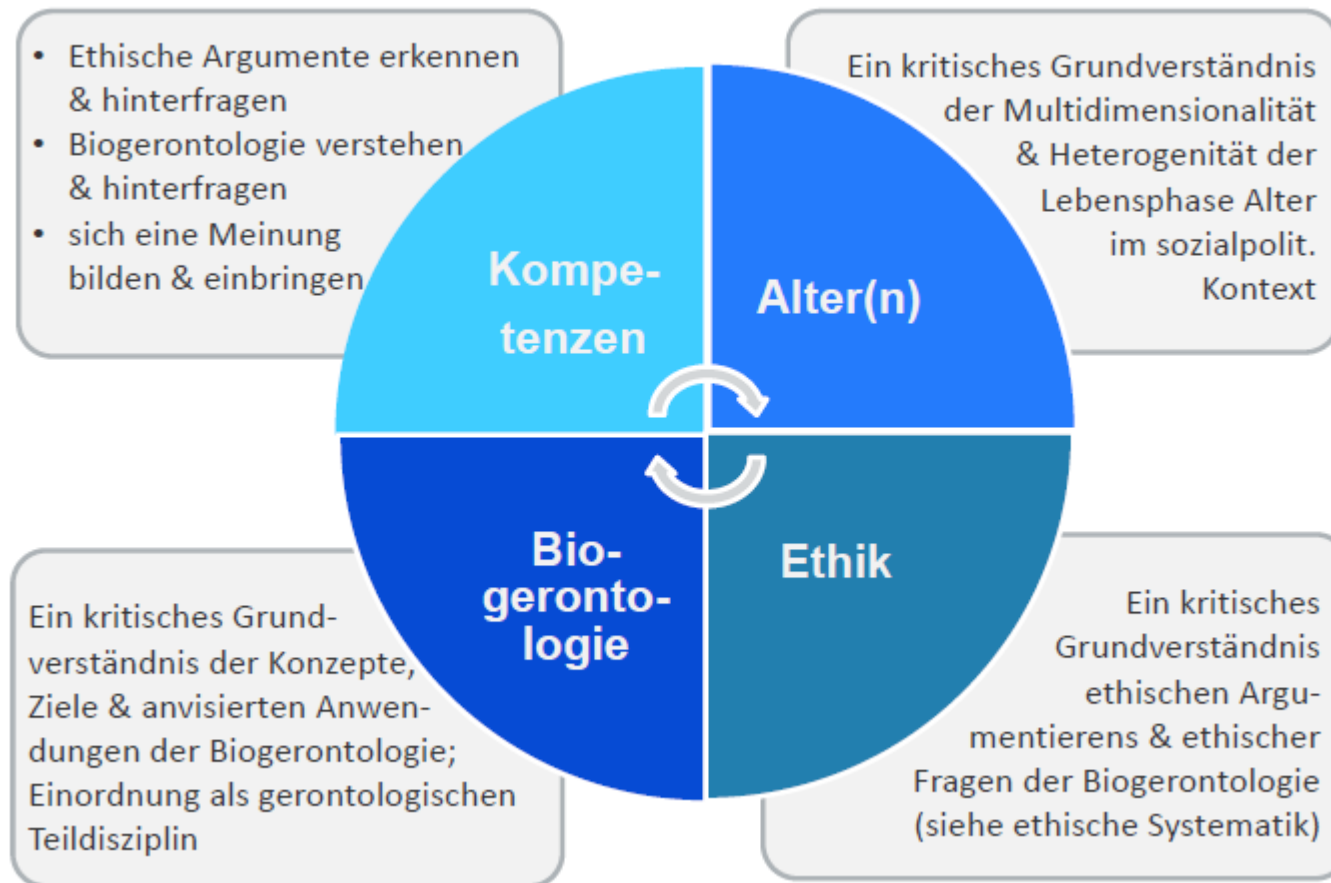 • Ethische Argumente erkennen
& hinterfragen
• Biogerontologie verstehen
& hinterfragen
• sich eine Meinung
bilden & einbringen
Ein kritisches Grundverständnis
der Multidimensionalität
& Heterogenität der
Lebensphase Alter
im sozialpolit.
Kontext
Kompe-
tenzen
Alter(n)
Bio-
geronto-
logie
Ethik
Ein kritisches Grund-
verständnis der Konzepte,
Ziele & anvisierten Anwen-
dungen der Biogerontologie;
Einordnung als gerontologischen
Teildisziplin
Ein kritisches
Grundverständnis
ethischen Argu-
mentierens & ethischer
Fragen der Biogerontologie
(siehe ethische Systematik)